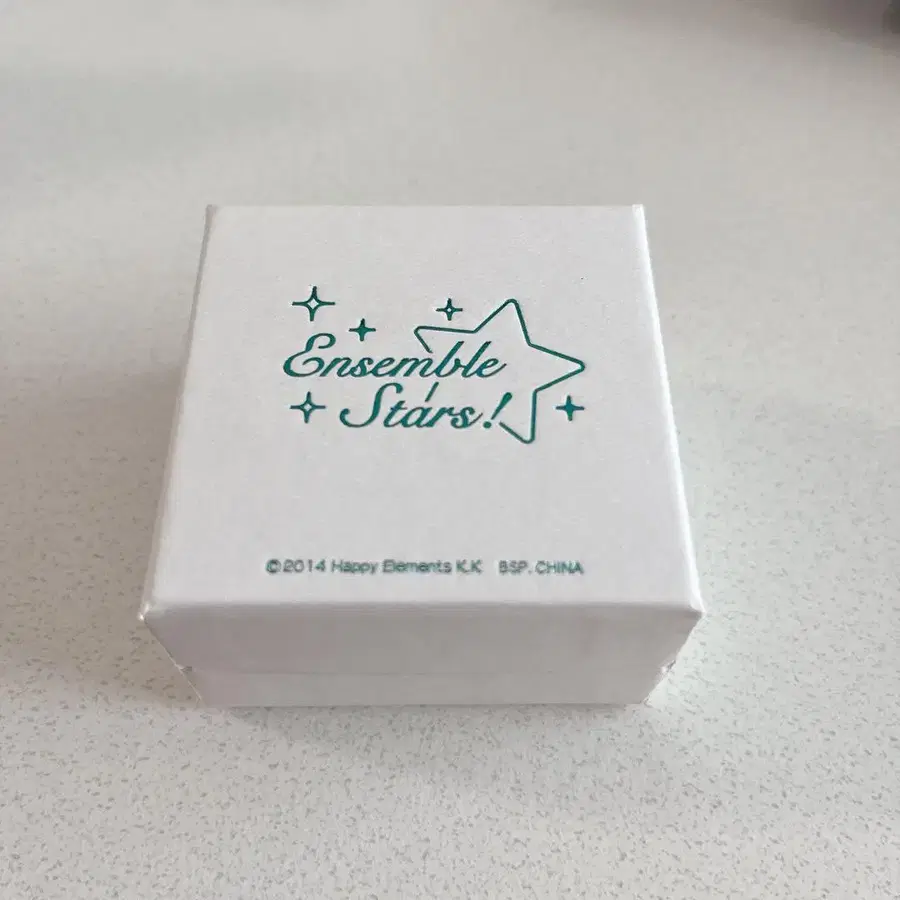 Ensemble
Stars!
©2014 Happy Elements K.K BSP. CHINA